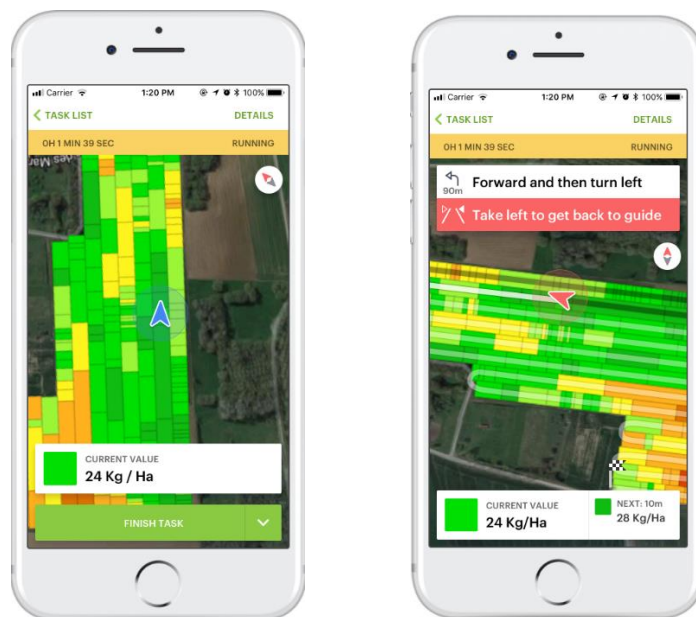 Carrier 1:20 PM 100%
TASK LIST DETAILS
0H 1 MIN 39 SEC RUNNING
CURRENT VALUE
24 Kg / Ha
FINISH TASK
Carrier 1:20 PM 100%
TASK LIST DETAILS
0H 1 MIN 39 SEC RUNNING
90m
Forward and then turn left
Take left to get back to guide
CURRENT VALUE
24 Kg/Ha
NEXT: 10m
28 Kg/Ha